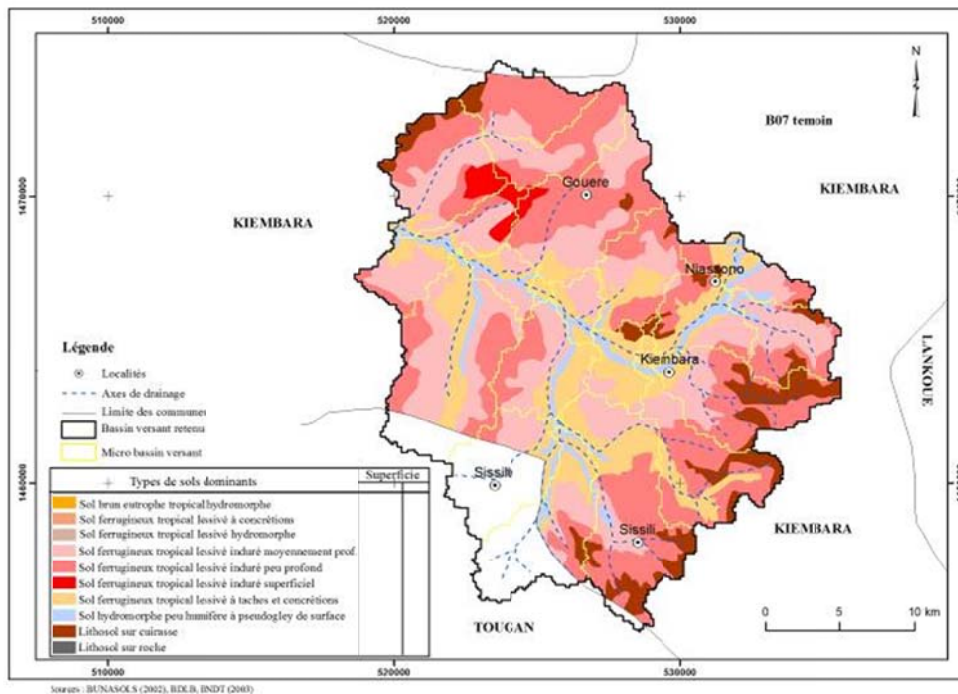 510000 520000 530000
N
B07 temoin
KIEMBARA
KIEMBARA
1470000
Gouere
Niassono
Kiembara
LANKOUE
Légende
Localités
Axes de drainage
Limite des communes
Bassin versant retenu
Micro bassin versant
Types de sols dominants
Superficie
Sol brun eutrophe tropical hydromorphe
Sol ferrugineux tropical lessivé à concrétions
Sol ferrugineux tropical lessivé hydromorphe
Sol ferrugineux tropical lessivé induré moyennement prof.
Sol ferrugineux tropical lessivé induré peu profond
Sol ferrugineux tropical lessivé induré superficiel
Sol ferrugineux tropical lessivé à taches et concrétions
Sol hydromorphe peu humifère à pseudogley de surface
Lithosol sur cuirasse
Lithosol sur roche
1460000
Sissili
Sissili
KIEMBARA
TOUGAN
0 5 10 km
510000 520000 530000
Sources : BUNASOLS (2002), BDLB, BNDT (2003)